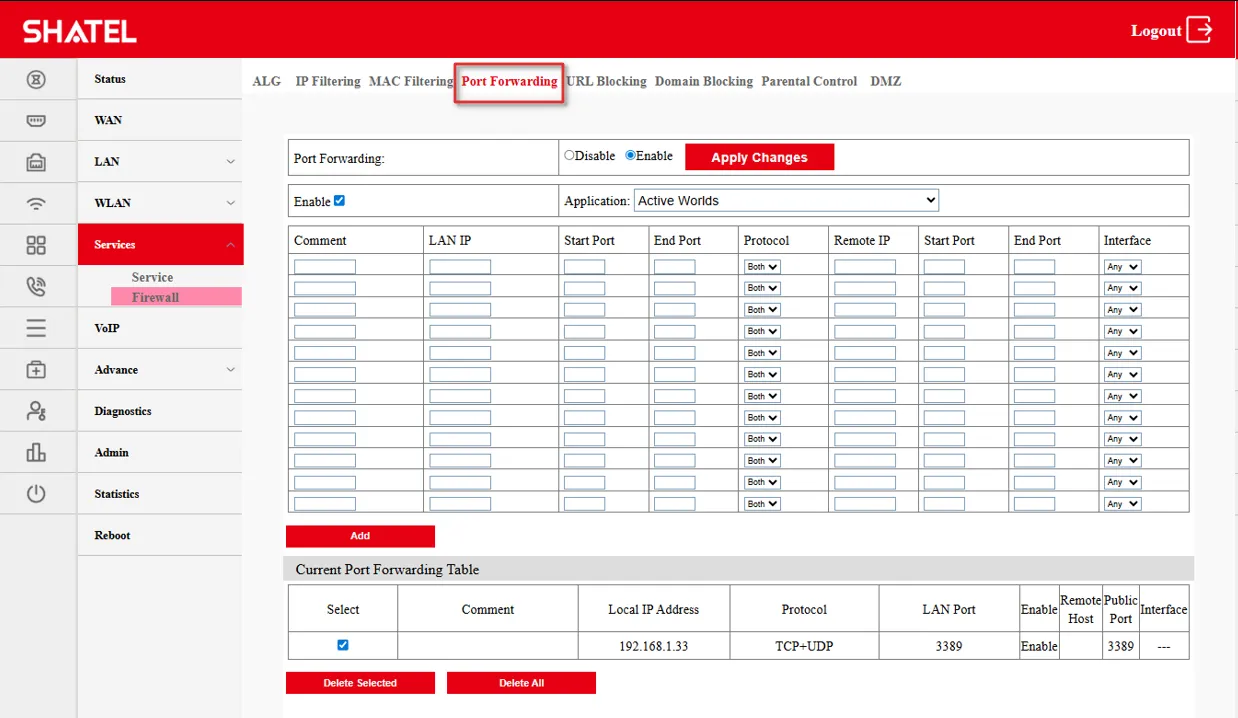 SHATEL
Logout
Status
WAN
LAN
WLAN
Services
Service
Firewall
VoIP
Advance
Diagnostics
Admin
Statistics
Reboot
ALG IP Filtering MAC Filtering Port Forwarding URL Blocking Domain Blocking Parental Control DMZ
Port Forwarding: Disable Enable Apply Changes
Enable Application: Active Worlds
Comment LAN IP Start Port End Port Protocol Remote IP Start Port End Port Interface
Both Any
Both Any
Both Any
Both Any
Both Any
Both Any
Both Any
Both Any
Both Any
Both Any
Both Any
Both Any
Add
Current Port Forwarding Table
Select Comment Local IP Address Protocol LAN Port Enable Remote Host Public Port Interface
192.168.1.33 TCP+UDP 3389 Enable 3389 ---
Delete Selected Delete All